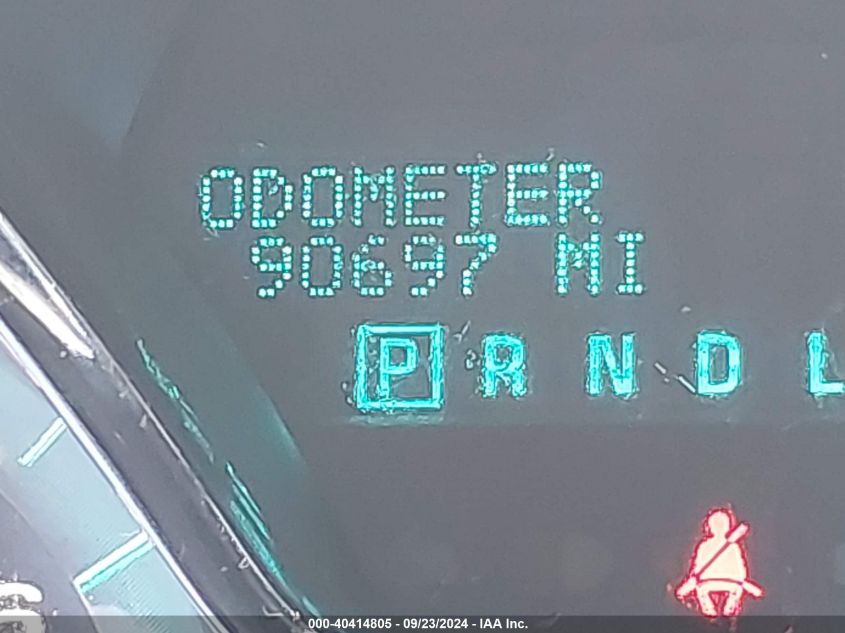 ODOMETER
90697 MI
P R N D L
000-40414805 - 09/23/2024 - IAA Inc.